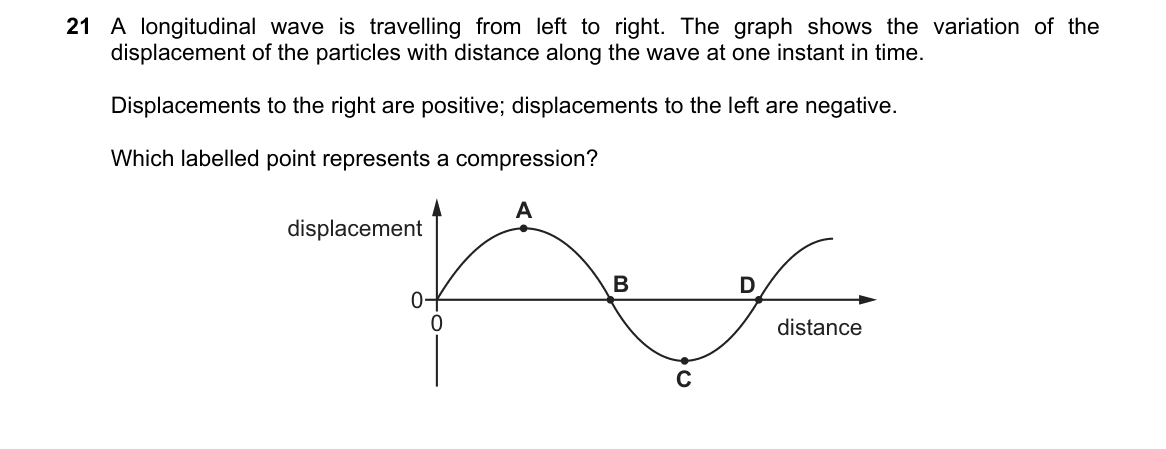 21 A longitudinal wave is travelling from left to right. The graph shows the variation of the
displacement of the particles with distance along the wave at one instant in time.
Displacements to the right are positive; displacements to the left are negative.
Which labelled point represents a compression?
A
displacement
B
D
0
0
distance
C